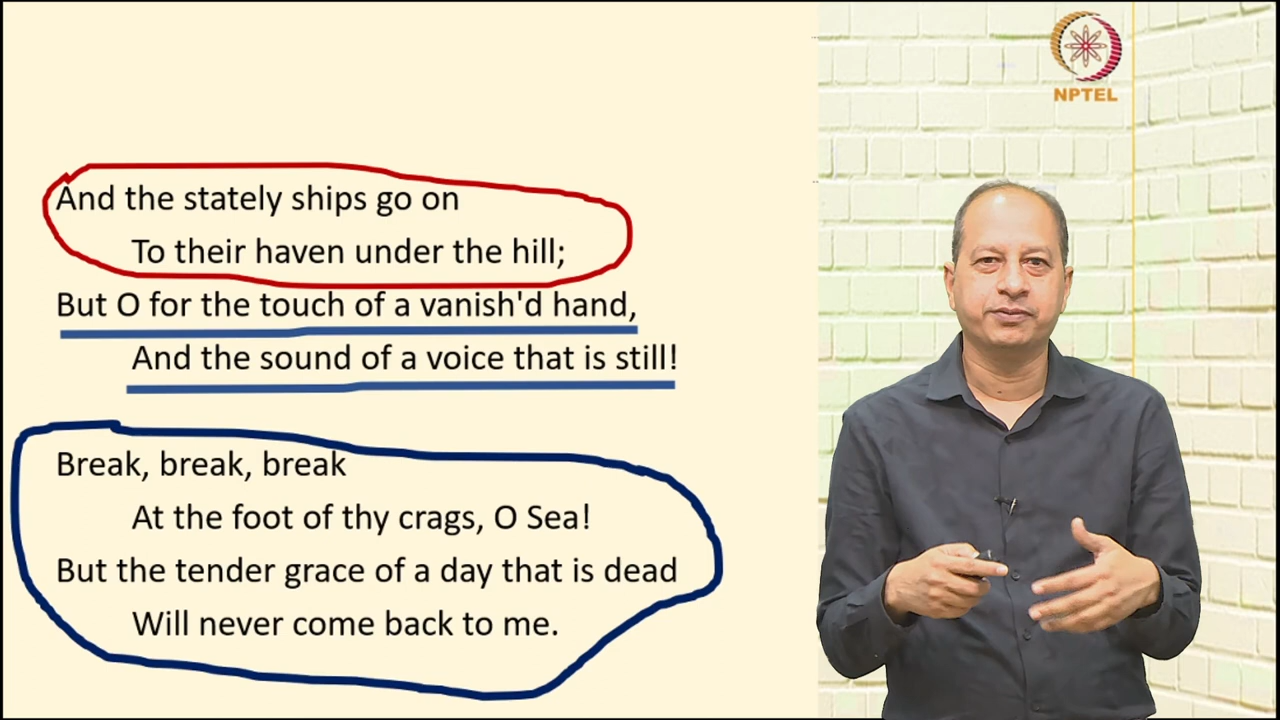 NPTEL
And the stately ships go on
To their haven under the hill;
But O for the touch of a vanish'd hand,
And the sound of a voice that is still!
Break, break, break
At the foot of thy crags, O Sea!
But the tender grace of a day that is dead
Will never come back to me.